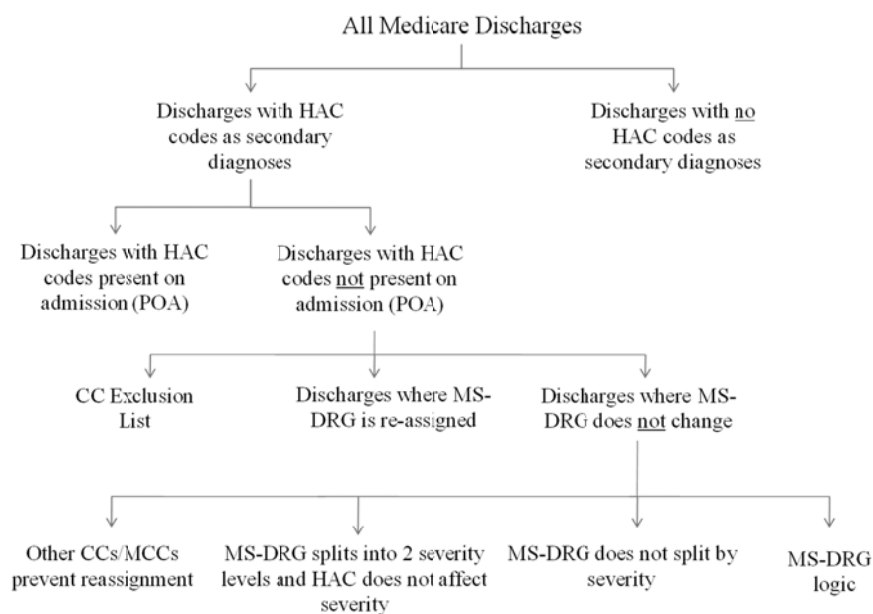 All Medicare Discharges
Discharges with HAC
codes as secondary
diagnoses
Discharges with no
HAC codes as
secondary diagnoses
Discharges with HAC
codes present on
admission (POA)
Discharges with HAC
codes not present on
admission (POA)
CC Exclusion
List
Discharges where MS-
DRG is re-assigned
Discharges where MS-
DRG does not change
Other CCs/MCCs
prevent reassignment
MS-DRG splits into 2 severity
levels and HAC does not affect
severity
MS-DRG does not split by
severity
MS-DRG
logic